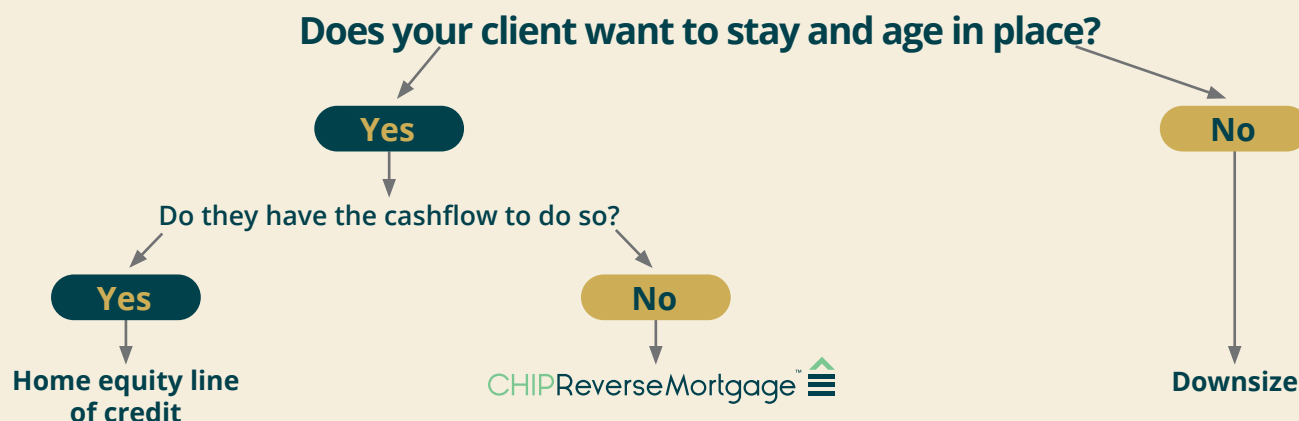 Does your client want to stay and age in place?
Yes
No
Do they have the cashflow to do so?
Yes
No
Home equity line
of credit
CHIPReverseMortgage™
Downsize